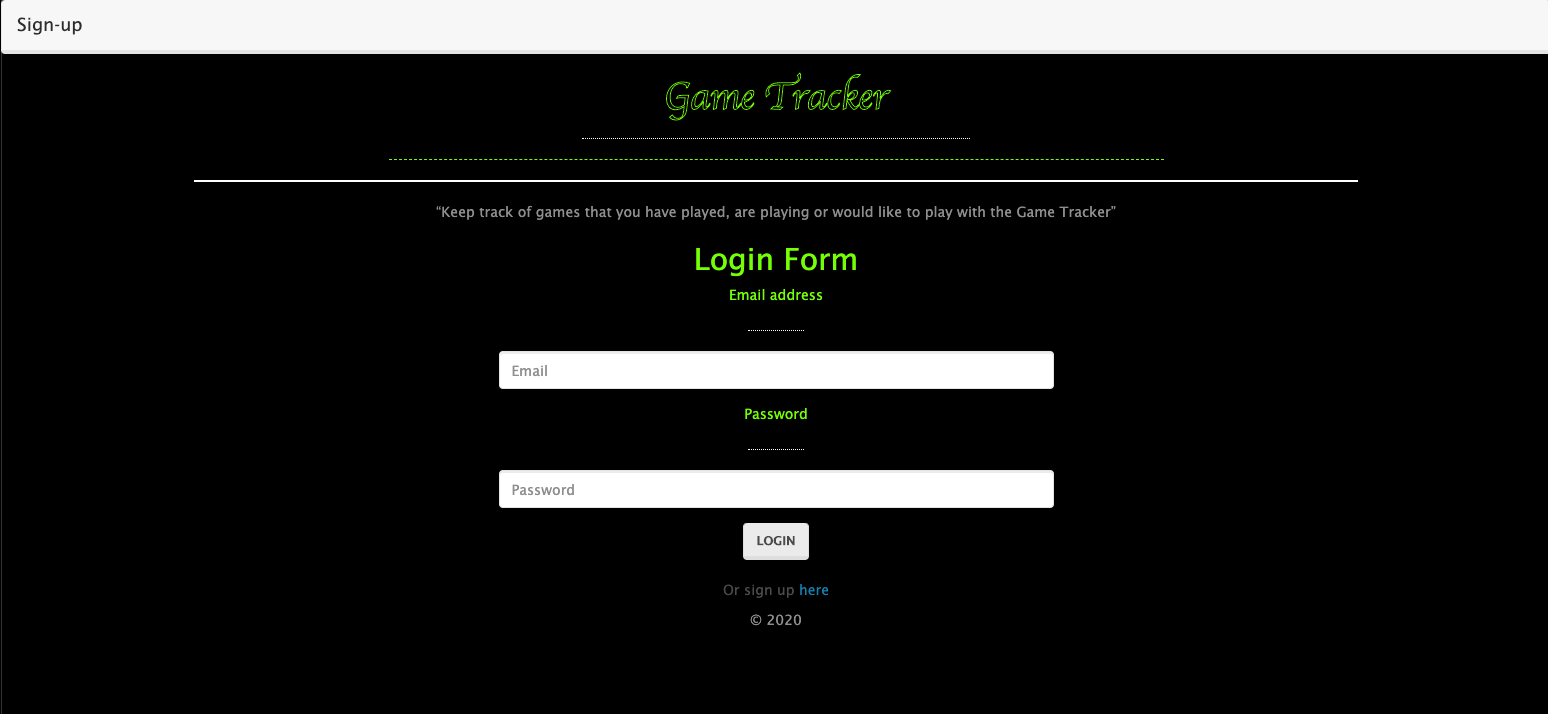 Sign-up
Game Tracker
“Keep track of games that you have played, are playing or would like to play with the Game Tracker”
Login Form
Email address
Email
Password
Password
LOGIN
Or sign up here
© 2020